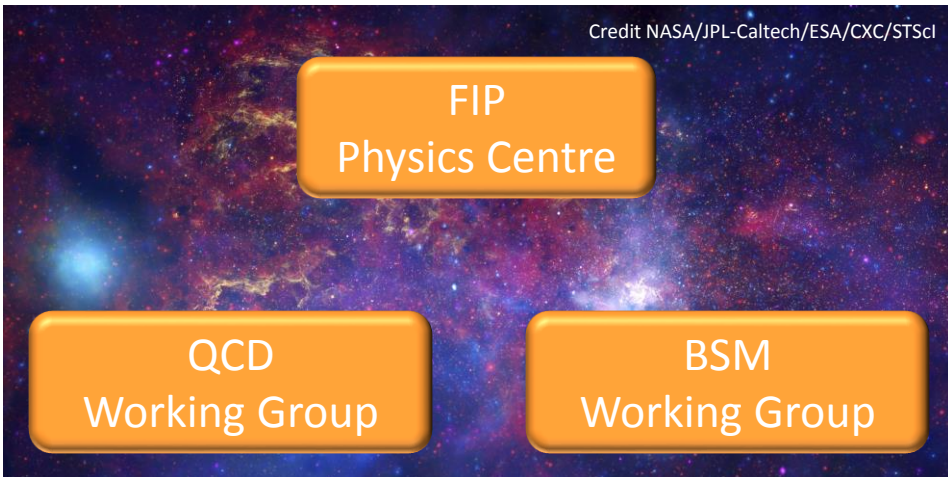 Credit NASA/JPL-Caltech/ESA/CXC/STScI
FIP
Physics Centre
QCD
Working Group
BSM
Working Group